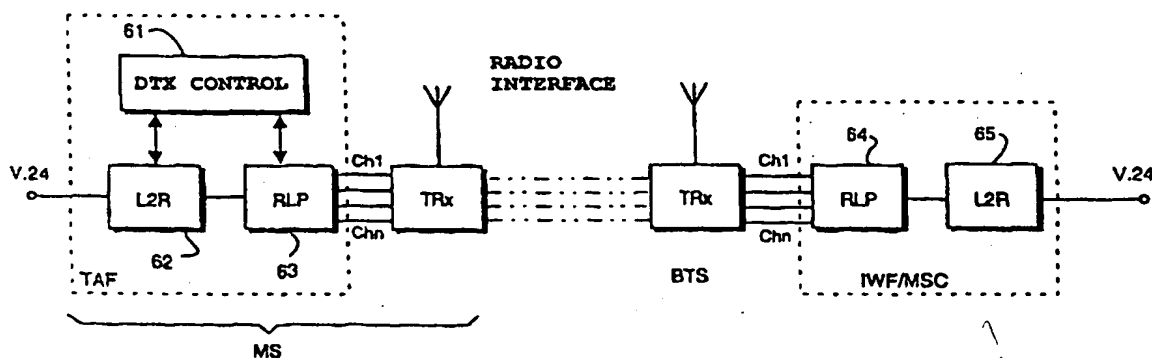 61
DTX CONTROL
RADIO
INTERFACE
V.24
L2R
RLP
Ch1
Chn
TRx
TRx
Ch1
Chn
64
RLP
65
L2R
V.24
62
63
TAF
BTS
IWF/MSC
MS